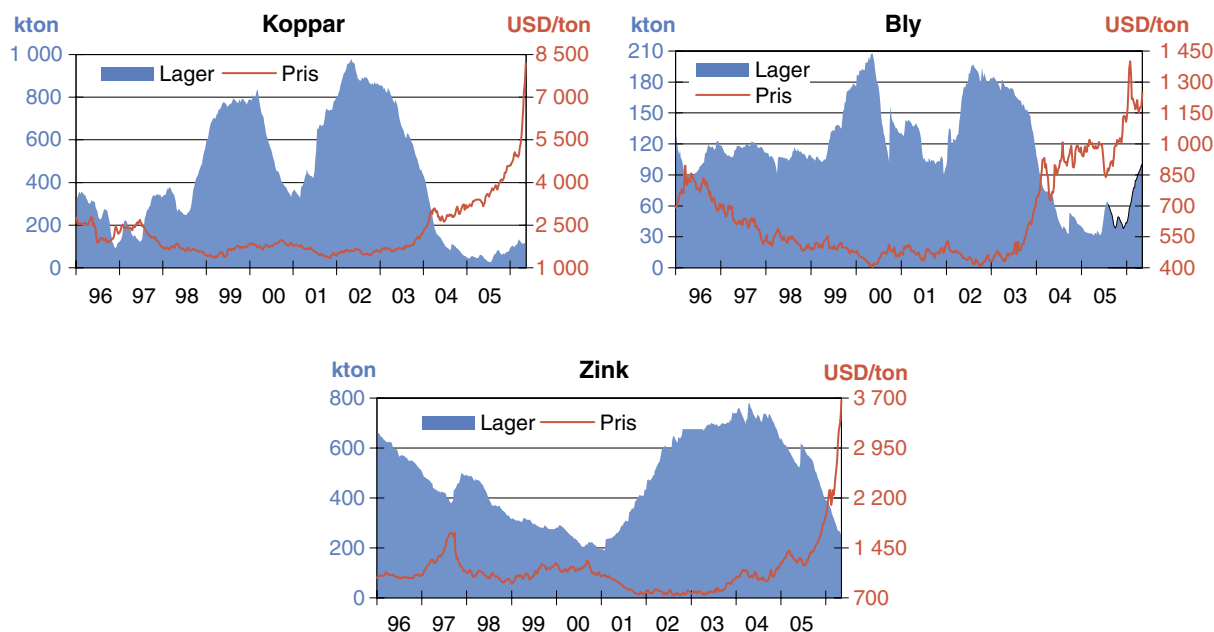 Koppar
kton
USD/ton
Lager
Pris
1 000
800
600
400
200
0
8 500
7 000
5 500
4 000
2 500
1 000
96 97 98 99 00 01 02 03 04 05
Bly
kton
USD/ton
Lager
Pris
210
180
150
120
90
60
30
0
1 450
1 300
1 150
1 000
850
700
550
400
96 97 98 99 00 01 02 03 04 05
Zink
kton
USD/ton
Lager
Pris
800
600
400
200
0
3 700
2 950
2 200
1 450
700
96 97 98 99 00 01 02 03 04 05